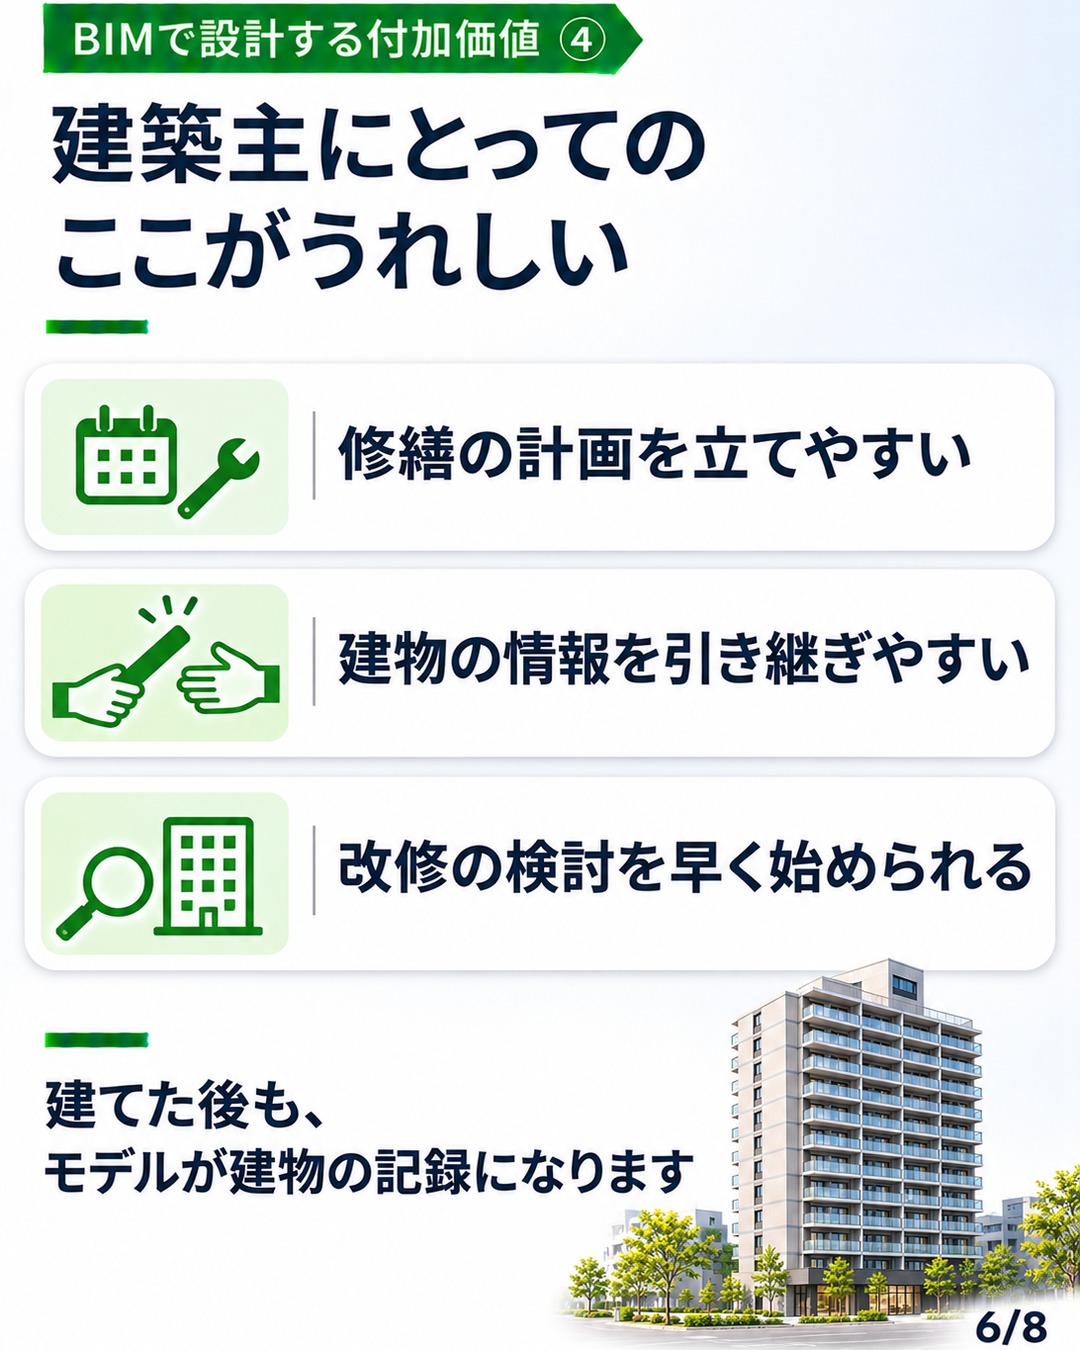 BIMで設計する付加価値 ④
建築主にとっての
ここがうれしい
修繕の計画を立てやすい
建物の情報を引き継ぎやすい
改修の検討を早く始められる
建てた後も、
モデルが建物の記録になります
6/8